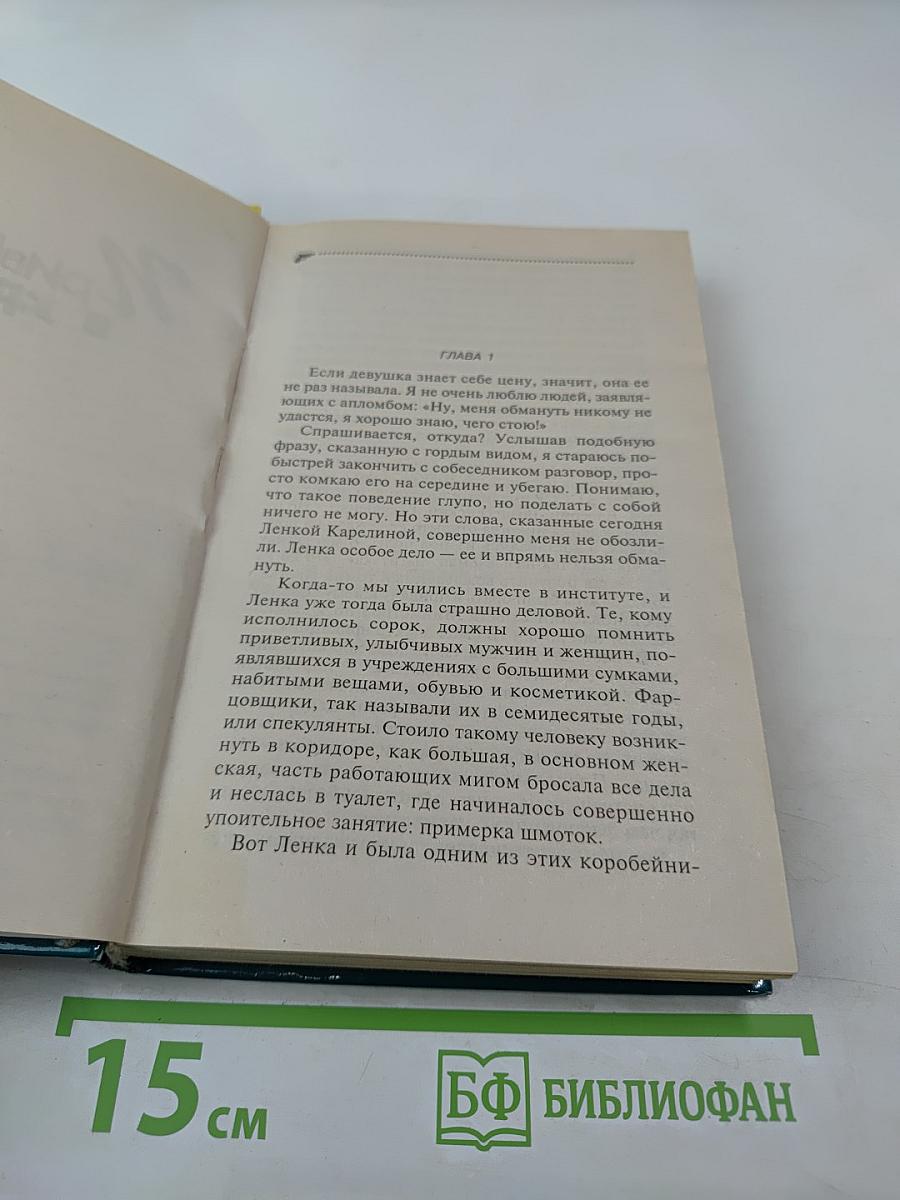 ГЛАВА 1
Если девушка знает себе цену, значит, она ее
не раз называла. Я не очень люблю людей, заявля-
ющих с апломбом: «Ну, меня обмануть никому не
удастся, я хорошо знаю, чего стою!»
Спрашивается, откуда? Услышав подобную
фразу, сказанную с гордым видом, я стараюсь по-
быстрей закончить с собеседником разговор, про-
сто комкаю его на середине и убегаю. Понимаю,
что такое поведение глупо, но поделать с собой
ничего не могу. Но эти слова, сказанные сегодня
Ленкой Карелиной, совершенно меня не обозли-
ли. Ленка особое дело — ее и впрямь нельзя обма-
нуть.
Когда-то мы учились вместе в институте, и
Ленка уже тогда была страшно деловой. Те, кому
исполнилось сорок, должны хорошо помнить
приветливых, улыбчивых мужчин и женщин, по-
являвшихся в учреждениях с большими сумками,
набитыми вещами, обувью и косметикой. Фар-
цовщики, так называли их в семидесятые годы,
или спекулянты. Стоило такому человеку возник-
нуть в коридоре, как большая, в основном жен-
ская, часть работающих мигом бросала все дела
и неслась в туалет, где начиналось совершенно
упоительное занятие: примерка шмоток.
Вот Ленка и была одним из этих коробейни-
15 см
БФ БИБЛИОФАН